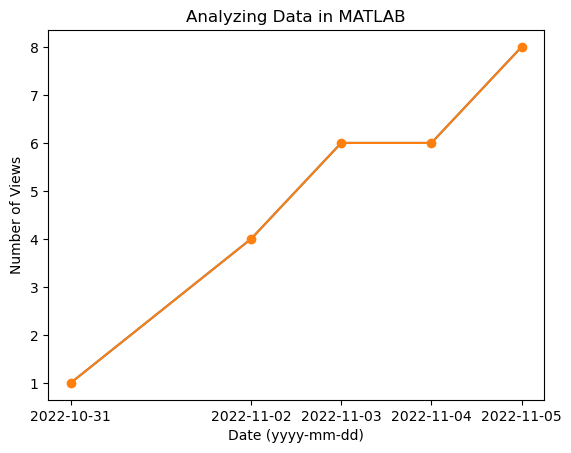 Analyzing Data in MATLAB
8
7
6
5
4
3
2
1
Number of Views
2022-10-31 2022-11-02 2022-11-03 2022-11-04 2022-11-05
Date (yyyy-mm-dd)